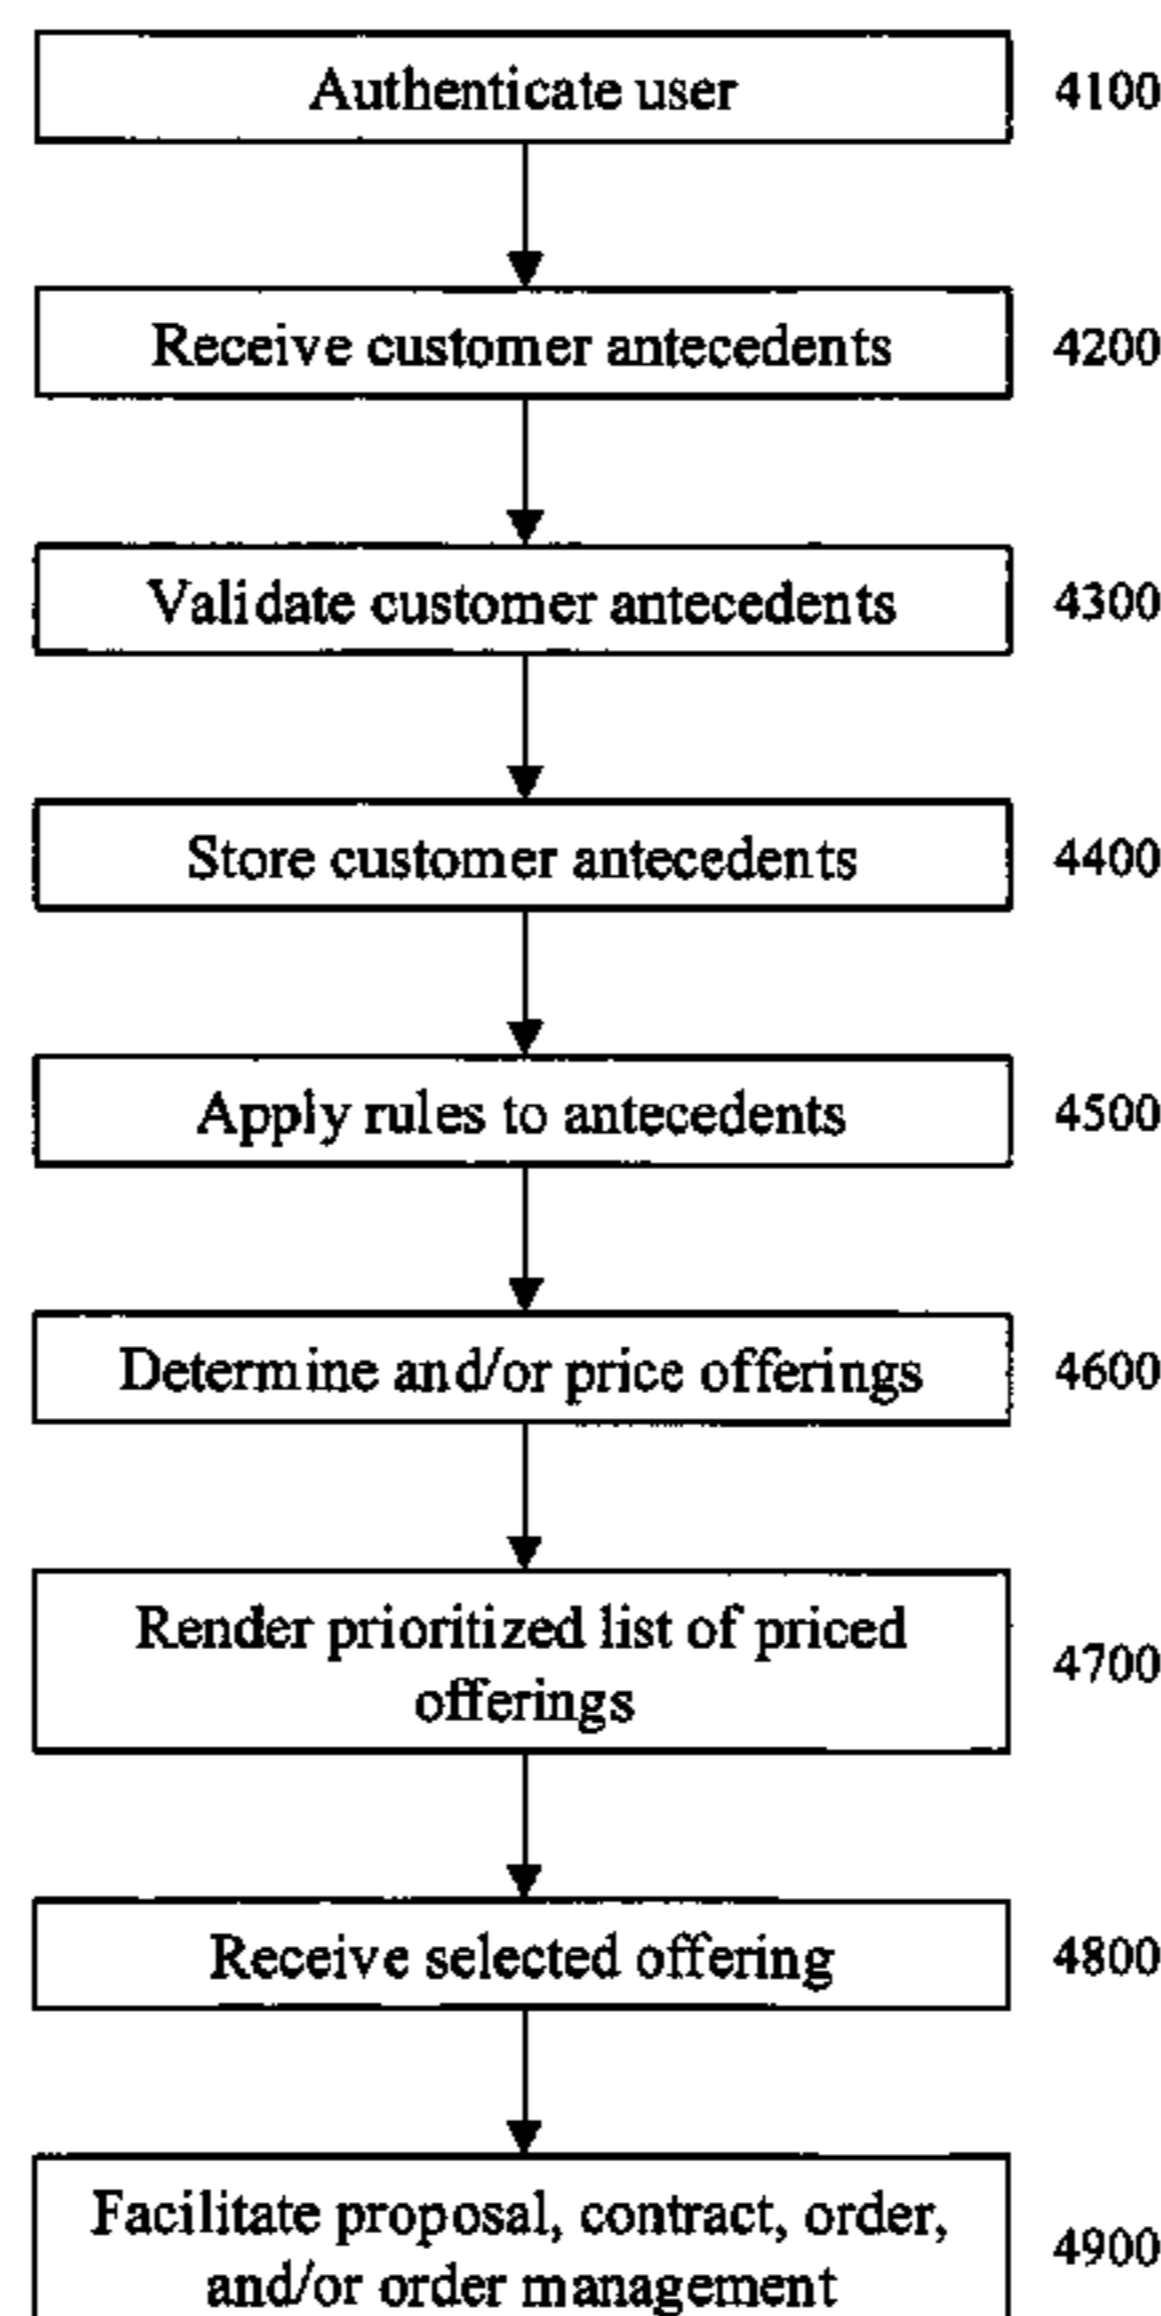 Authenticate user 4100
Receive customer antecedents 4200
Validate customer antecedents 4300
Store customer antecedents 4400
Apply rules to antecedents 4500
Determine and/or price offerings 4600
Render prioritized list of priced
offerings 4700
Receive selected offering 4800
Facilitate proposal, contract, order,
and/or order management 4900